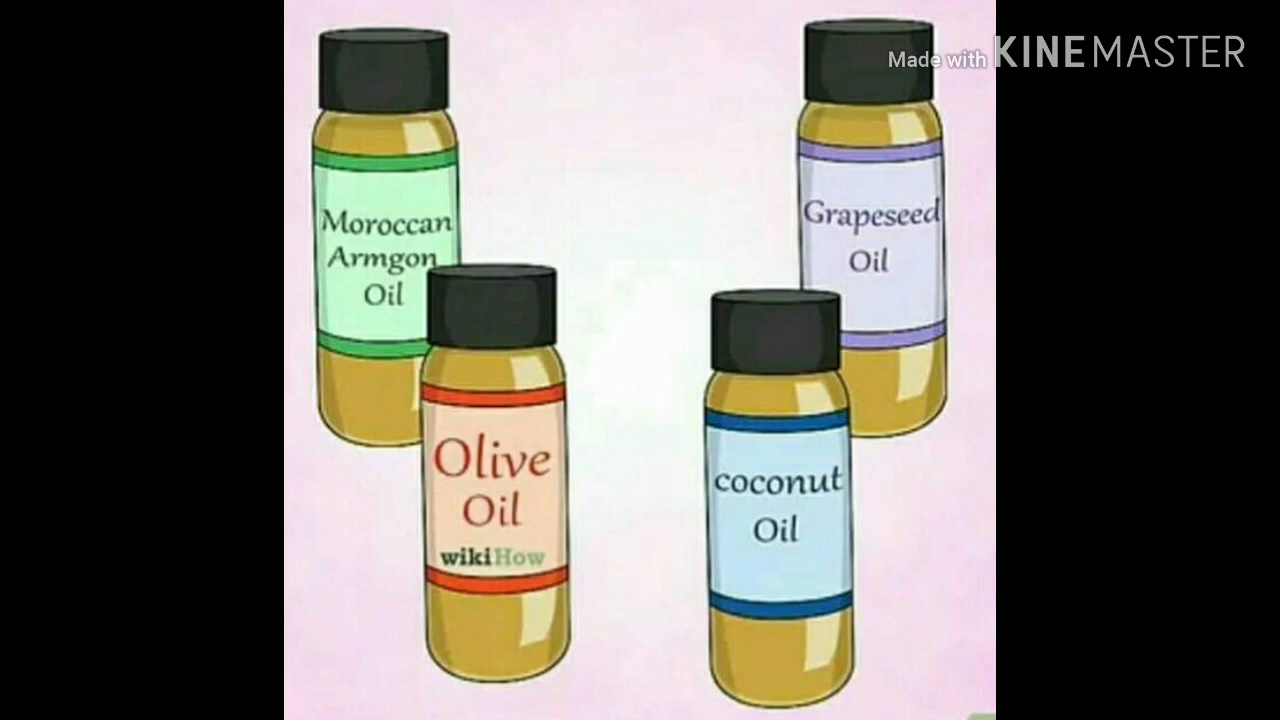 Made with KINEMASTER
Moroccan
Armgon
Oil
Grapeseed
Oil
Olive
Oil
wikiHow
coconut
Oil